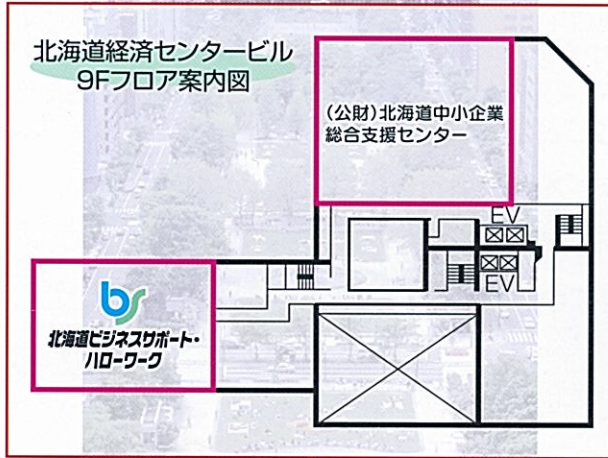 北海道経済センタービル
9Fフロア案内図
(公財)北海道中小企業
総合支援センター
EV
EV
bs
北海道ビジネスサポート・
ハローワーク